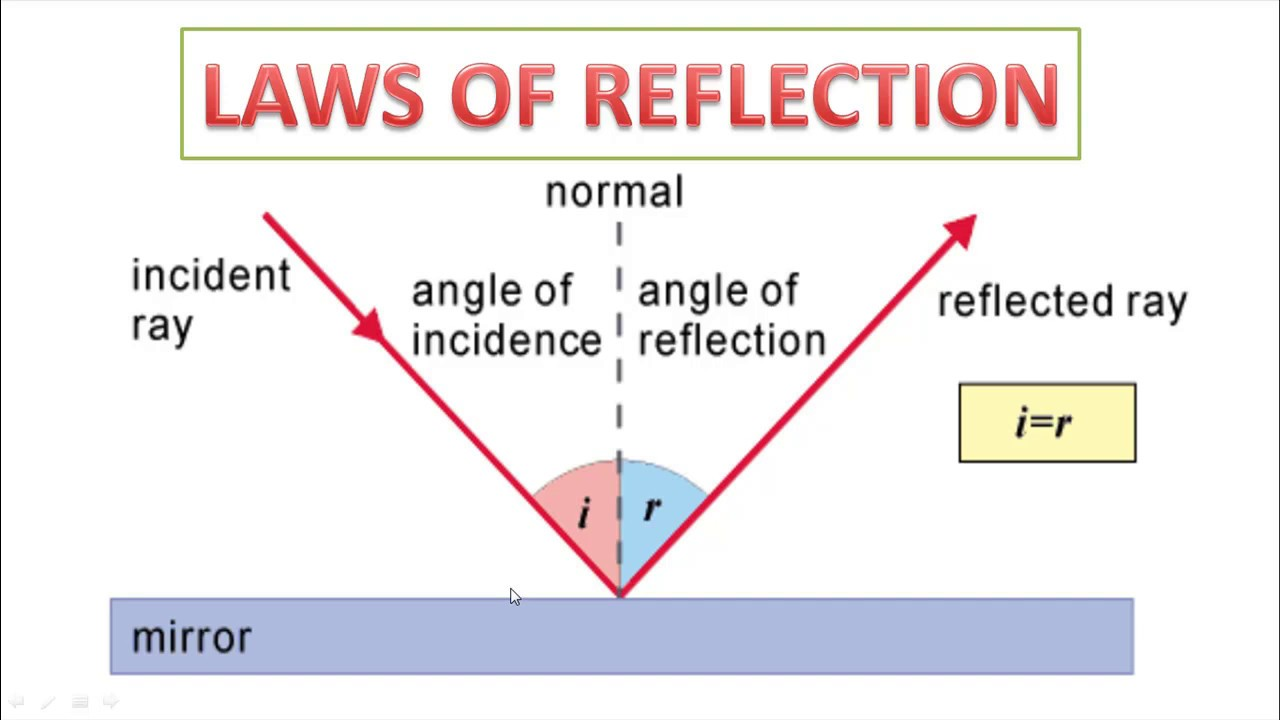 LAWS OF REFLECTION
normal
incident
ray
angle of
incidence
angle of
reflection
reflected ray
i=r
i
r
mirror